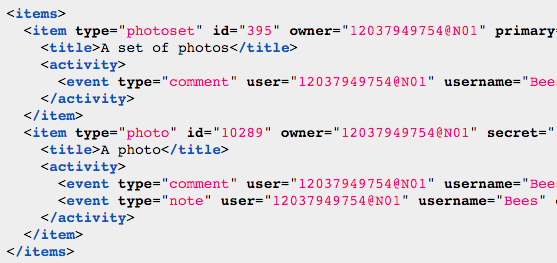 <items>
<item type="photoset" id="395" owner="12037949754@N01" primary=
<title>A set of photos</title>
<activity>
<event type="comment" user="12037949754@N01" username="Bees
</activity>
</item>
<item type="photo" id="10289" owner="12037949754@N01" secret="
<title>A photo</title>
<activity>
<event type="comment" user="12037949754@N01" username="Bees
<event type="note" user="12037949754@N01" username="Bees"
</activity>
</item>
</items>